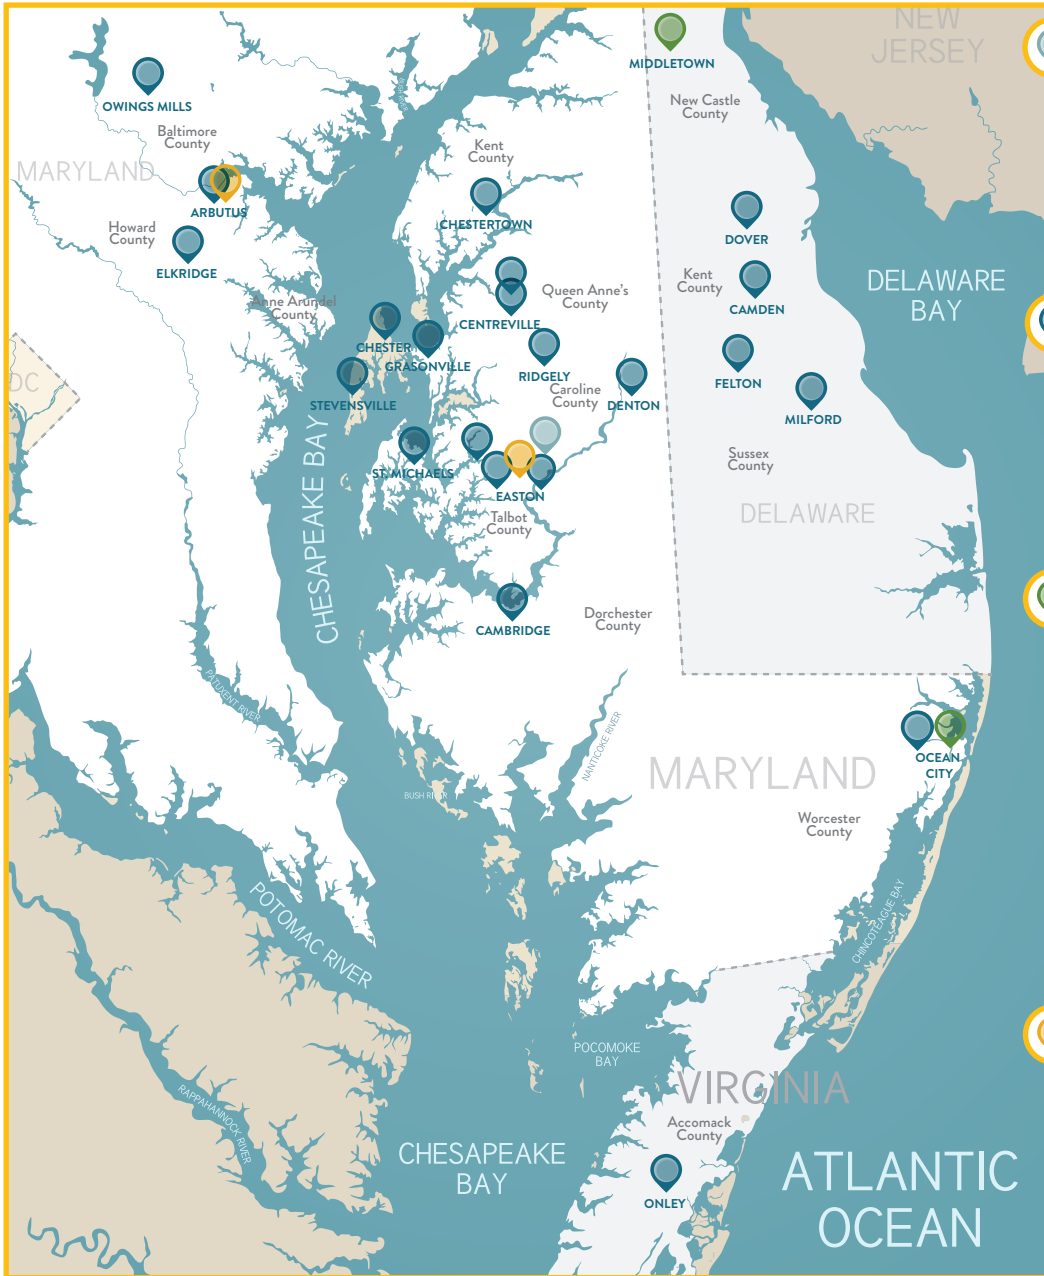 NEW
JERSEY
MIDDLETOWN
New Castle
County
OWINGS MILLS
Baltimore
County
MARYLAND
Kent
County
ARBUTUS
CHESTERTOWN
Howard
County
ELKRIDGE
DOVER
Kent
County
CAMDEN
DELAWARE
BAY
Queen Anne's
County
Anne Arundel
County
CENTREVILLE
CHESTER
GRASONVILLE
RIDGELY
Caroline
County
DENTON
FELTON
MILFORD
DC
STEVENSVILLE
CHESAPEAKE BAY
ST. MICHAELS
EASTON
Talbot
County
Sussex
County
DELAWARE
CAMBRIDGE
Dorchester
County
PATUXENT RIVER
NANTICOKE RIVER
BUSH RIVER
MARYLAND
OCEAN
CITY
Worcester
County
POTOMAC RIVER
CHINCOTEAGUE BAY
POCOMOKE
BAY
VIRGINIA
RAPPAHANNOCK RIVER
Accomack
County
CHESAPEAKE
BAY
ONLEY
ATLANTIC
OCEAN